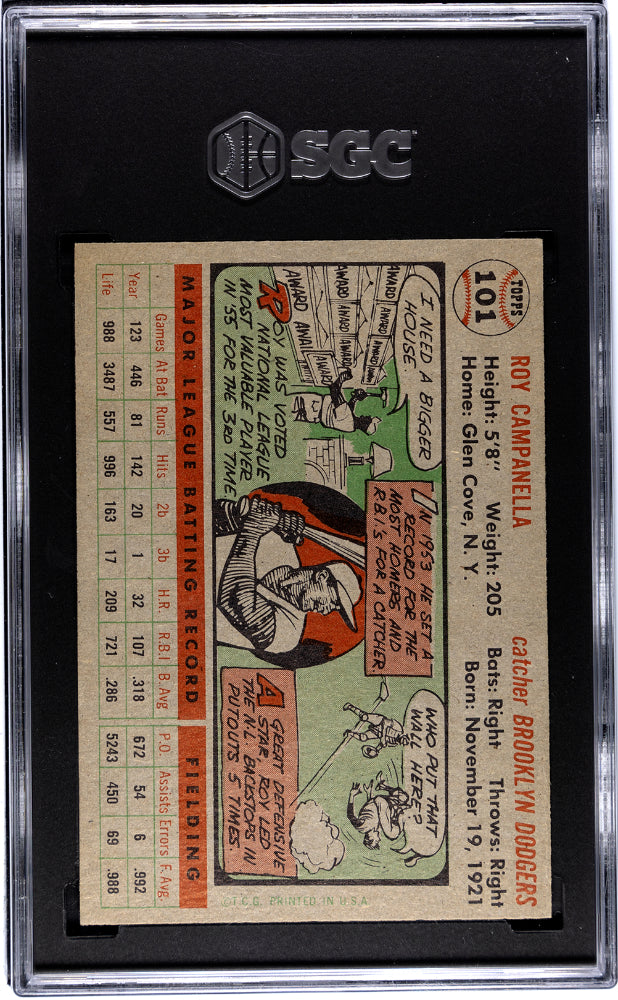 SGC
TOPPS
101
ROY CAMPANELLA catcher BROOKLYN DODGERS
Height: 5'8" Weight: 205 Bats: Right Throws: Right
Home: Glen Cove, N. Y. Born: November 19, 1921
I NEED A BIGGER
HOUSE
AWARD
AWARD
AWARD
AWARD
AWARD
AWARD AWAR
ROY WAS VOTED
NATIONAL LEAGUE
MOST VALUABLE PLAYER
IN '55 FOR THE 3RD TIME
IN 1953 HE SET A
RECORD FOR THE
MOST HOMERS AND
R.B.I'S FOR A CATCHER
WHO PUT THAT
WALL HERE?
A GREAT DEFENSIVE
STAR, ROY LED
THE N.L. BACKSTOPS IN
PUTOUTS 5 TIMES
©T.C.G. PRINTED IN U.S.A.
MAJOR LEAGUE BATTING RECORD FIELDING
Games At Bat Runs Hits 2b 3b H.R. R.B.I B.Avg P.O Assists Errors F. Avg.
Year 123 446 81 142 20 1 32 107 .318 672 54 6 .992
Life 988 3487 557 996 163 17 209 721 .286 5243 450 69 .988